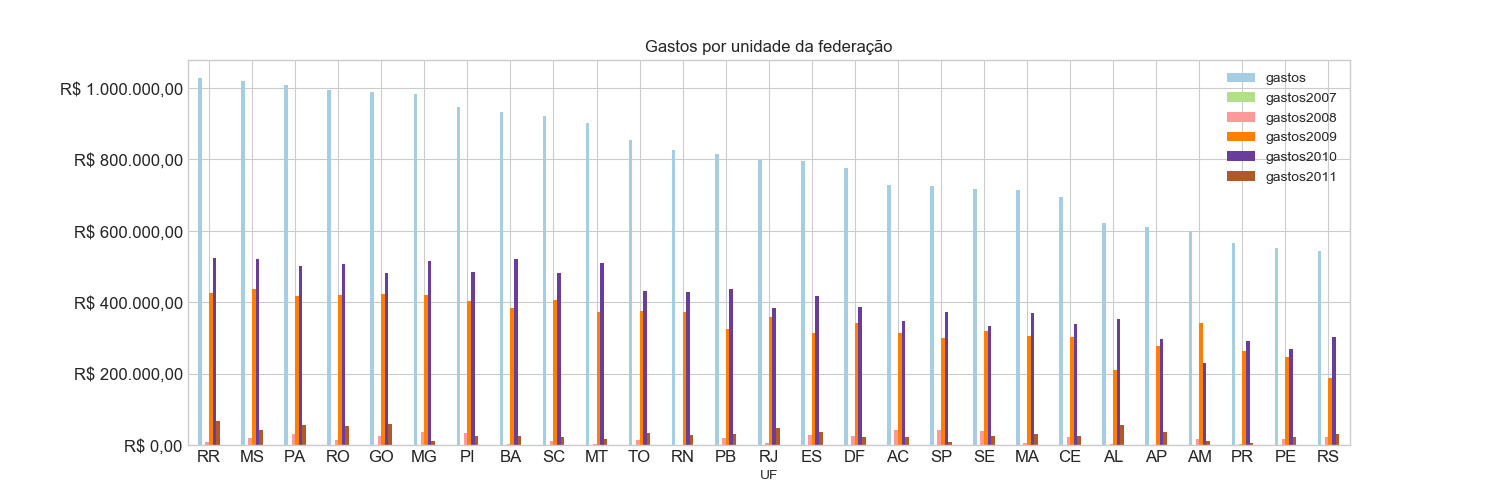 Gastos por unidade da federação
R$ 1.000.000,00
R$ 800.000,00
R$ 600.000,00
R$ 400.000,00
R$ 200.000,00
R$ 0,00
gastos
gastos2007
gastos2008
gastos2009
gastos2010
gastos2011
RR MS PA RO GO MG PI BA SC MT TO RN PB RJ ES DF AC SP SE MA CE AL AP AM PR PE RS
UF